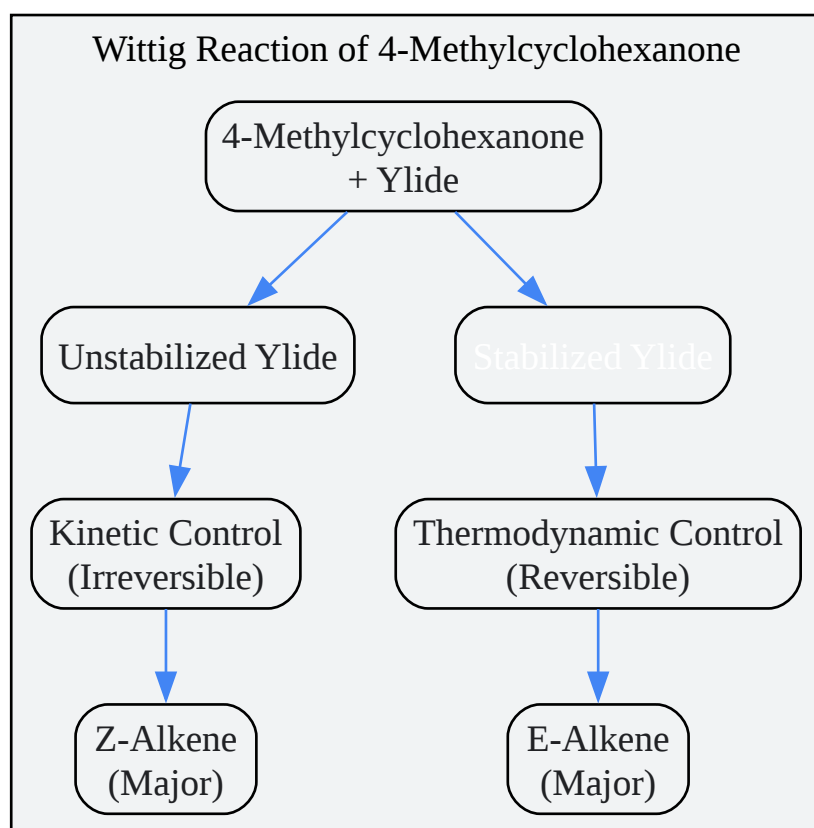 Wittig Reaction of 4-Methylcyclohexanone
4-Methylcyclohexanone
+ Ylide
Unstabilized Ylide
Stabilized Ylide
Kinetic Control
(Irreversible)
Thermodynamic Control
(Reversible)
Z-Alkene
(Major)
E-Alkene
(Major)